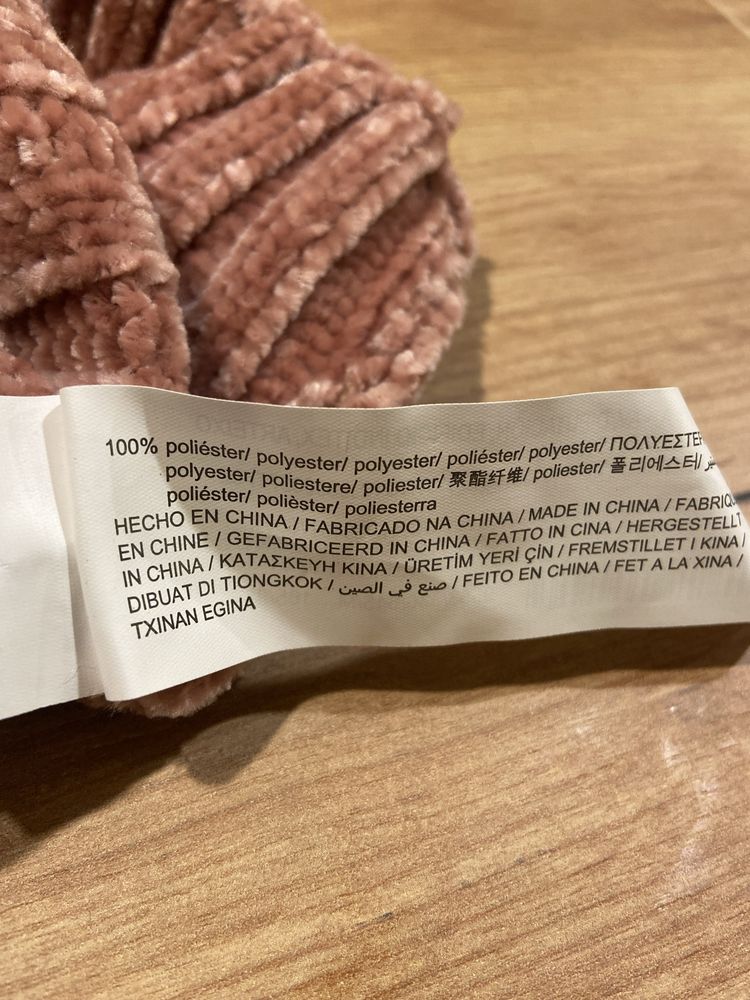 100% poliéster/ polyester/ polyester/ poliéster/ polyester/ ΠΟΛΥΕΣΤΕΡ
polyester/ poliestere/ poliester/ 聚酯纤维/ poliester/ 폴리에스터/
poliéster/ polièster/ poliesterra
HECHO EN CHINA / FABRICADO NA CHINA / MADE IN CHINA / FABRIQU
EN CHINE / GEFABRICEERD IN CHINA / FATTO IN CINA / HERGESTELLT
IN CHINA / ΚΑΤΑΣΚΕΥΗ ΚΙΝΑ / ÜRETİM YERİ ÇİN / FREMSTILLET I KINA /
DIBUAT DI TIONGKOK / صنع في الصين / FEITO EN CHINA / FET A LA XINA /
TXINAN EGINA